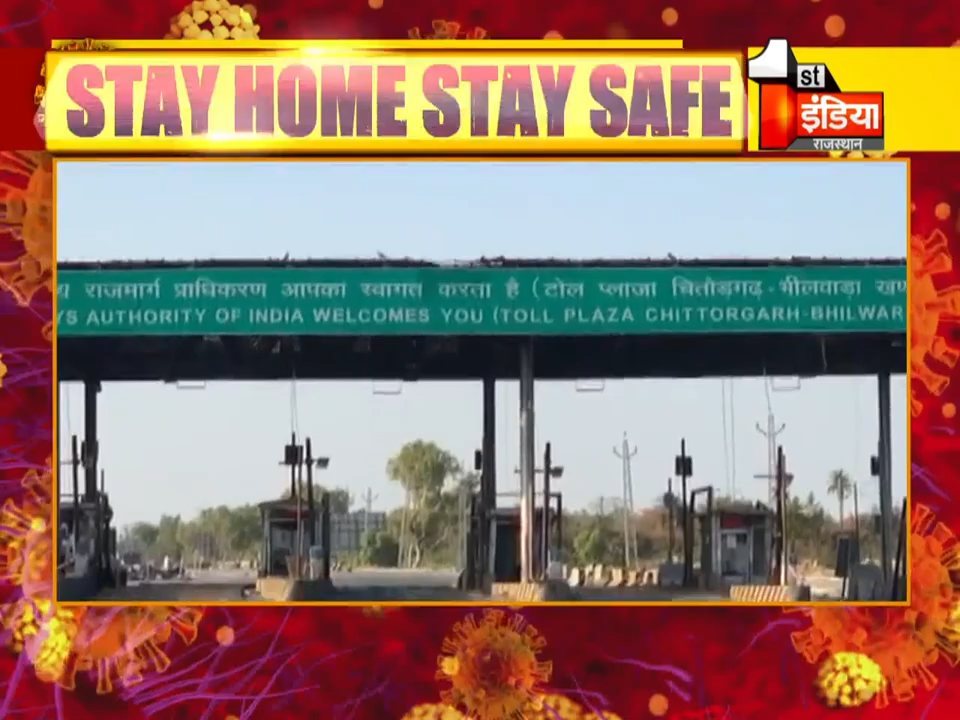 STAY HOME STAY SAFE
1st
इंडिया
राजस्थान
राजमार्ग प्राधिकरण आपका स्वागत करता है (टोल प्लाजा चितोडगढ़-भीलवाडा
AUTHORITY OF INDIA WELCOMES YOU (TOLL PLAZA CHITTORGARH-BHILWAR